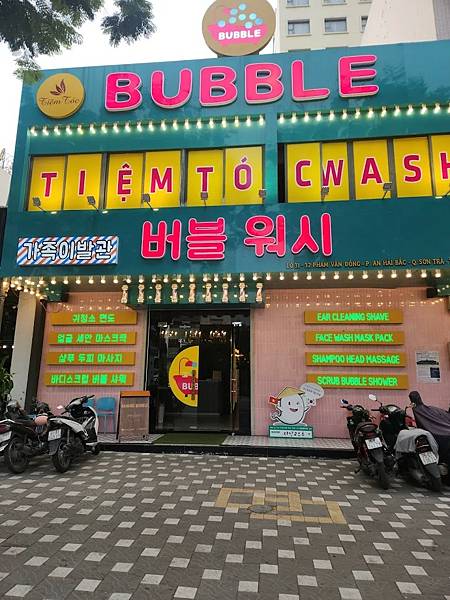 BUBBLE
Tiệm Tóc
BUBBLE
TIỆM TÓC WASH
버블 워시
가족이발관
LÔ 11 - 12 PHẠM VĂN ĐỒNG - P. AN HẢI BẮC - Q. SƠN TRÀ -
귀청소 면도
얼굴 세안 마스크팩
샴푸 두피 마사지
바디스크럽 버블 샤워
EAR CLEANING SHAVE
FACE WASH MASK PACK
SHAMPOO HEAD MASSAGE
SCRUB BUBBLE SHOWER
BUBB